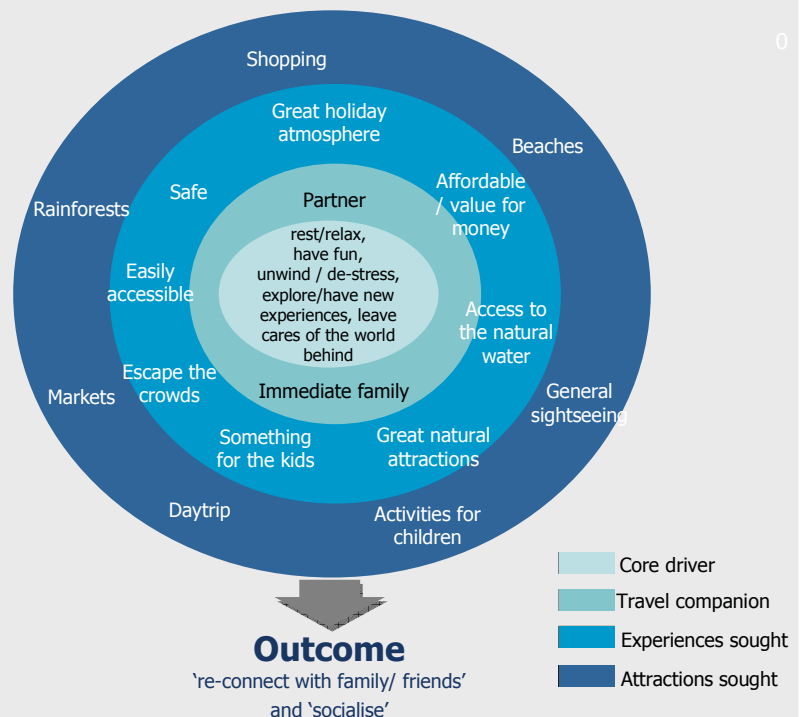 0
Shopping
Great holiday
atmosphere
Beaches
Affordable
/ value for
money
Safe
Partner
Rainforests
rest/relax,
have fun,
unwind / de-stress,
explore/have new
experiences, leave
cares of the world
behind
Easily
accessible
Access to
the natural
water
Escape the
crowds
Immediate family
General
sightseeing
Markets
Something
for the kids
Great natural
attractions
Daytrip
Activities for
children
Core driver
Travel companion
Experiences sought
Attractions sought
Outcome
‘re-connect with family/ friends’
and ‘socialise’